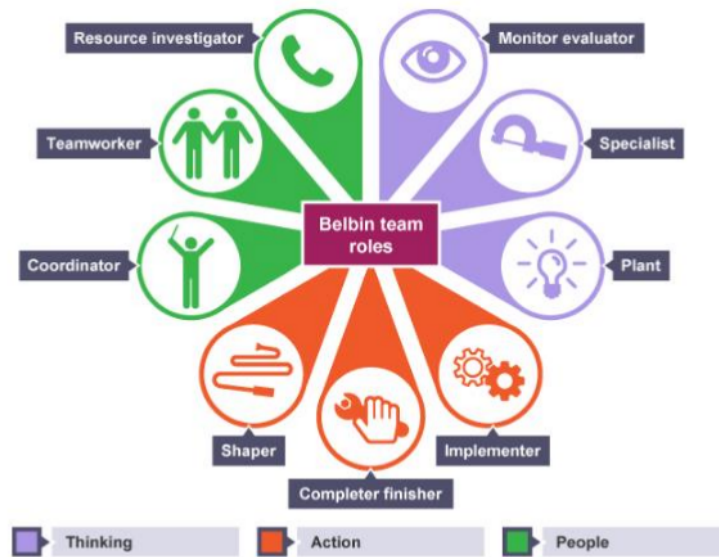 Resource investigator
Monitor evaluator
Teamworker
Specialist
Belbin team
roles
Coordinator
Plant
Shaper
Implementer
Completer finisher
Thinking
Action
People